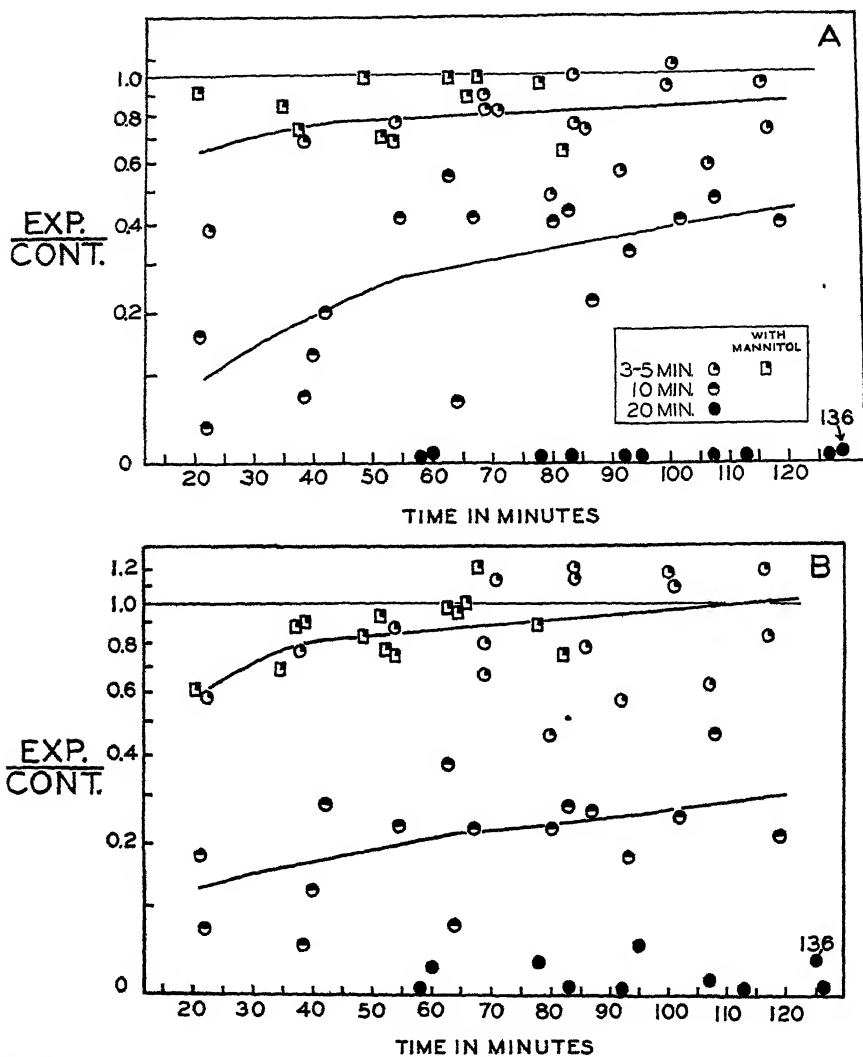 A
1.0
0.8
0.6
EXP.
CONT.
0.4
0.2
0
WITH
MANNITOL
3-5 MIN.
10 MIN.
20 MIN.
136
20 30 40 50 60 70 80 90 100 110 120
TIME IN MINUTES
B
1.2
1.0
0.8
0.6
EXP.
CONT.
0.4
0.2
0
136
20 30 40 50 60 70 80 90 100 110 120
TIME IN MINUTES